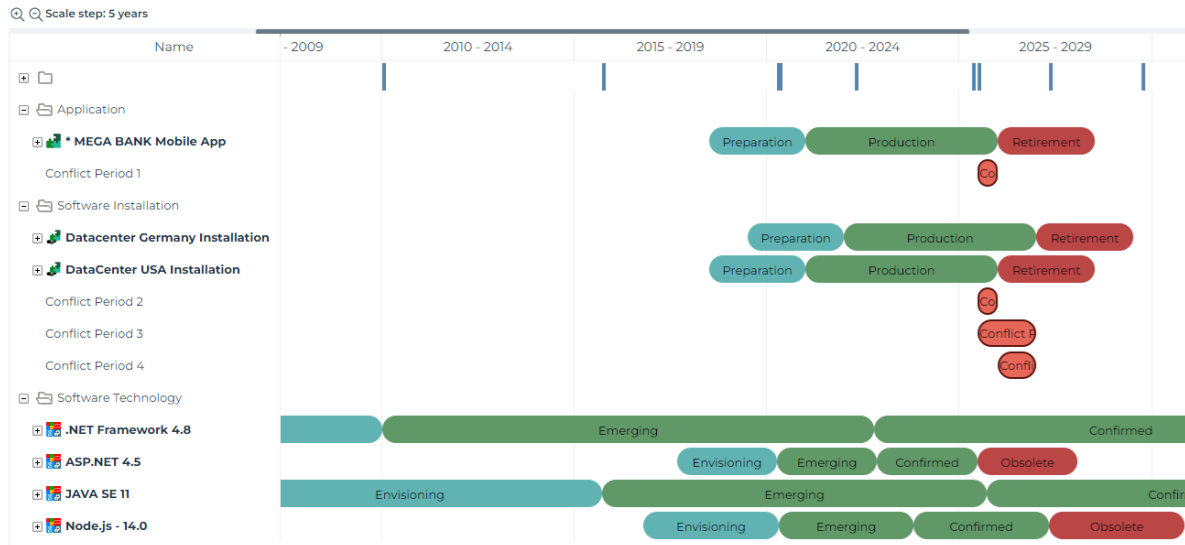 Scale step: 5 years
Name - 2009 2010 - 2014 2015 - 2019 2020 - 2024 2025 - 2029
Application
* MEGA BANK Mobile App Preparation Production Retirement
Conflict Period 1 Co
Software Installation
Datacenter Germany Installation Preparation Production Retirement
DataCenter USA Installation Preparation Production Retirement
Conflict Period 2 Co
Conflict Period 3 Conflict P
Conflict Period 4 Confli
Software Technology
.NET Framework 4.8 Emerging Confirmed
ASP.NET 4.5 Envisioning Emerging Confirmed Obsolete
JAVA SE 11 Envisioning Emerging Confir
Node.js - 14.0 Envisioning Emerging Confirmed Obsolete